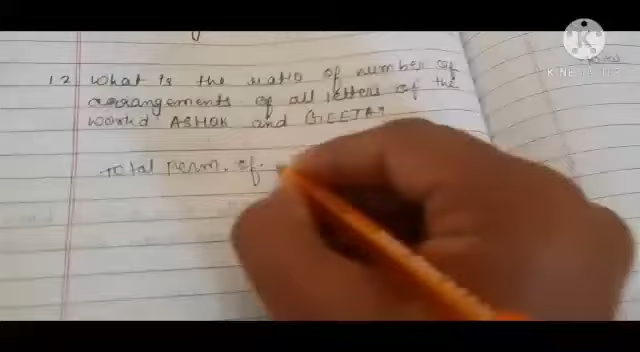 12 What is the ratio of number of
arrangements of all letters of the
world ASHOK and GEETA?
Total perm. of
K